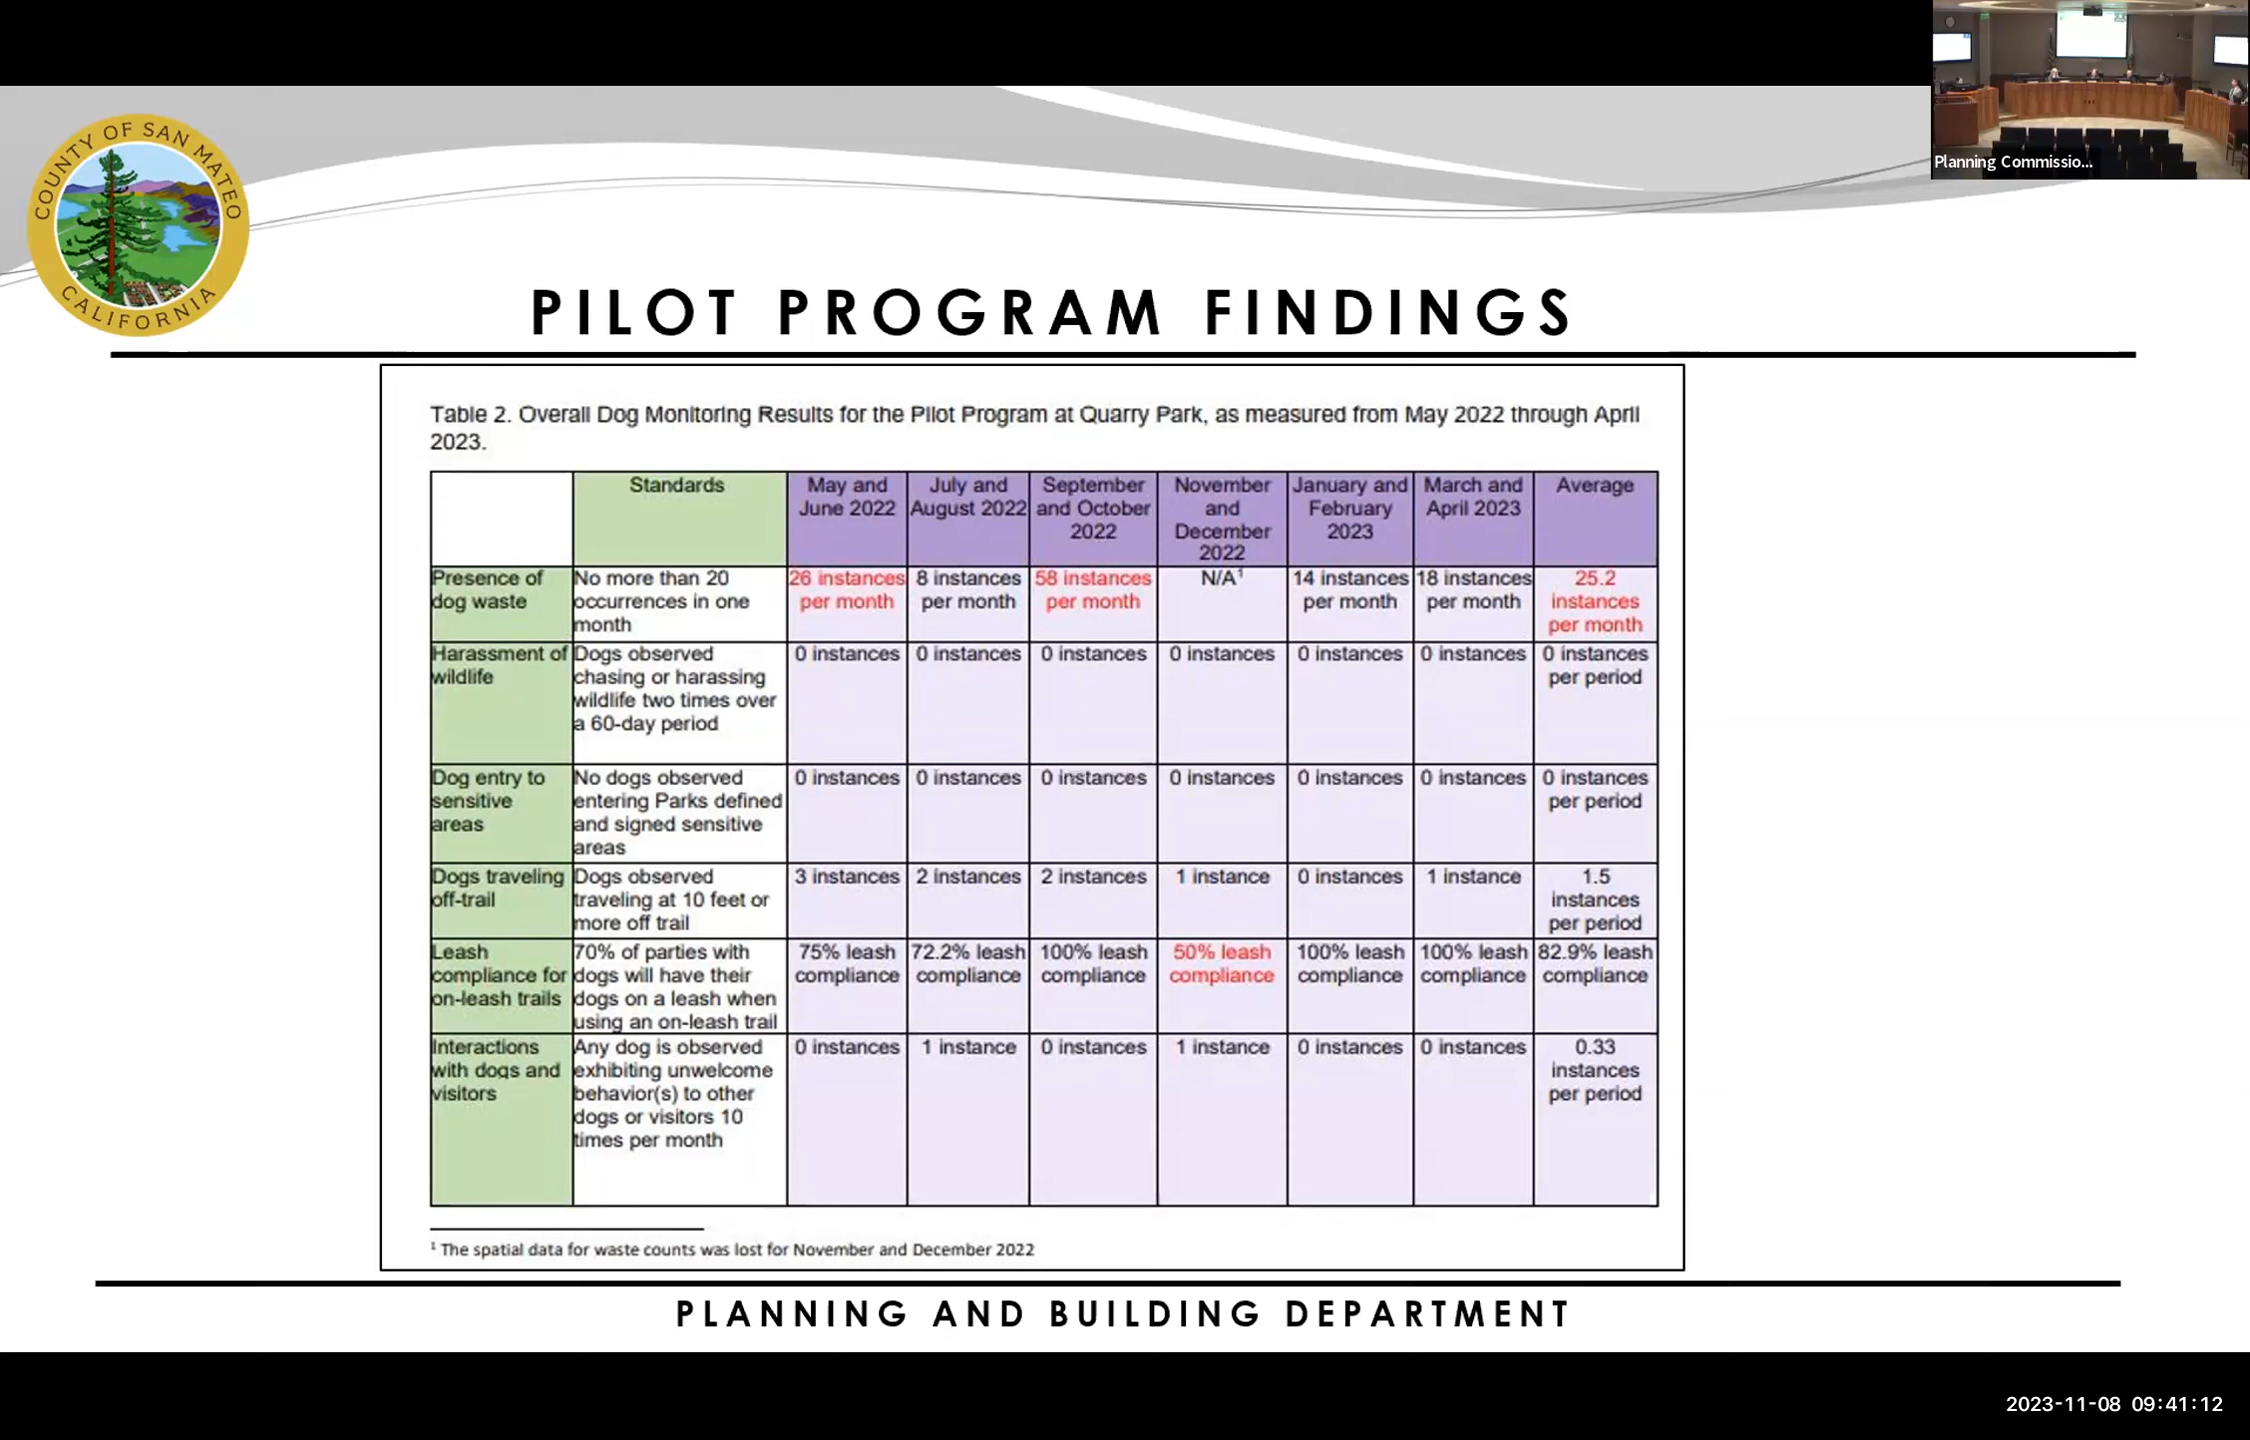 Planning Commissio...
COUNTY OF SAN MATEO
CALIFORNIA
PILOT PROGRAM FINDINGS
Table 2. Overall Dog Monitoring Results for the Pilot Program at Quarry Park, as measured from May 2022 through April
2023.
Standards
May and
June 2022
July and
August 2022
September
and October
2022
November
and
December
2022
January and
February
2023
March and
April 2023
Average
Presence of
dog waste
No more than 20
occurrences in one
month
26 instances
per month
8 instances
per month
58 instances
per month
N/A¹
14 instances
per month
18 instances
per month
25.2
instances
per month
Harassment of
wildlife
Dogs observed
chasing or harassing
wildlife two times over
a 60-day period
0 instances
0 instances
0 instances
0 instances
0 instances
0 instances
0 instances
per period
Dog entry to
sensitive
areas
No dogs observed
entering Parks defined
and signed sensitive
areas
0 instances
0 instances
0 instances
0 instances
0 instances
0 instances
0 instances
per period
Dogs traveling
off-trail
Dogs observed
traveling at 10 feet or
more off trail
3 instances
2 instances
2 instances
1 instance
0 instances
1 instance
1.5
instances
per period
Leash
compliance for
on-leash trails
70% of parties with
dogs will have their
dogs on a leash when
using an on-leash trail
75% leash
compliance
72.2% leash
compliance
100% leash
compliance
50% leash
compliance
100% leash
compliance
100% leash
compliance
82.9% leash
compliance
Interactions
with dogs and
visitors
Any dog is observed
exhibiting unwelcome
behavior(s) to other
dogs or visitors 10
times per month
0 instances
1 instance
0 instances
1 instance
0 instances
0 instances
0.33
instances
per period
¹ The spatial data for waste counts was lost for November and December 2022
PLANNING AND BUILDING DEPARTMENT
2023-11-08 09:41:12